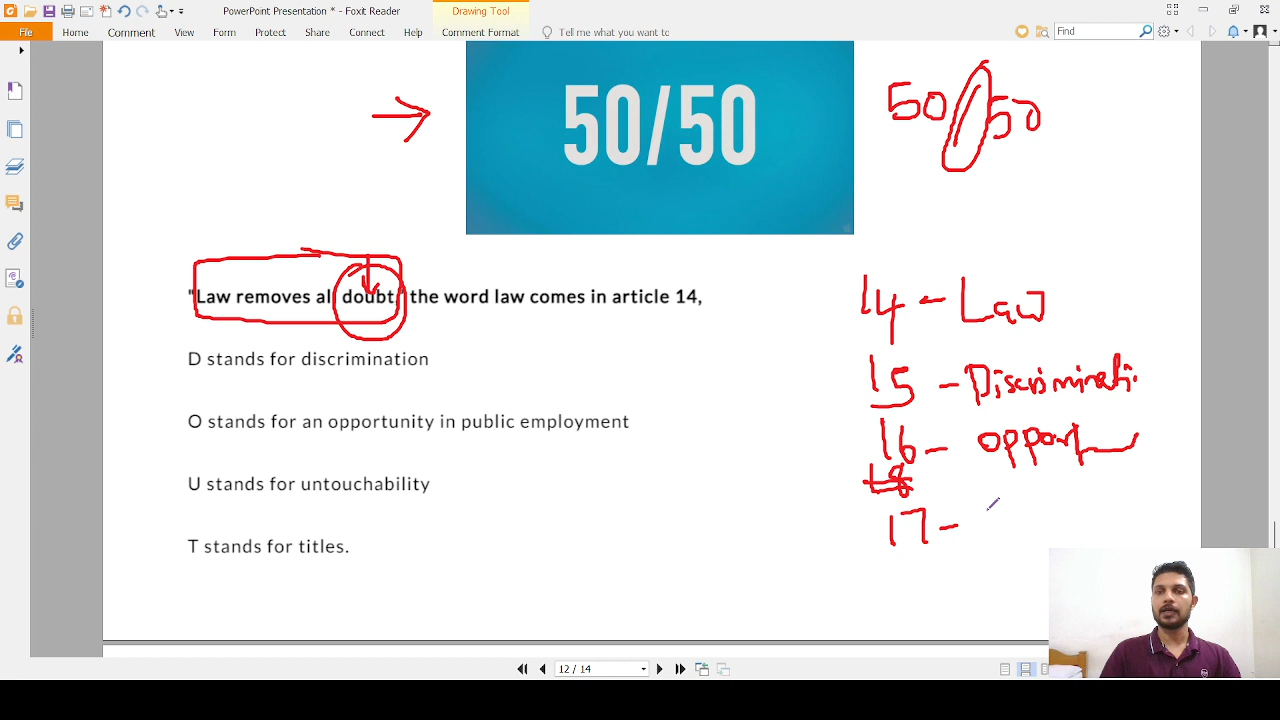 PowerPoint Presentation * - Foxit Reader
Drawing Tool
File Home Comment View Form Protect Share Connect Help Comment Format Tell me what you want to Find
50/50
50/50
"Law removes all doubt," the word law comes in article 14,
D stands for discrimination
O stands for an opportunity in public employment
U stands for untouchability
T stands for titles.
14 - Law
15 - Discriminati
16 - opport
17 -
12 / 14